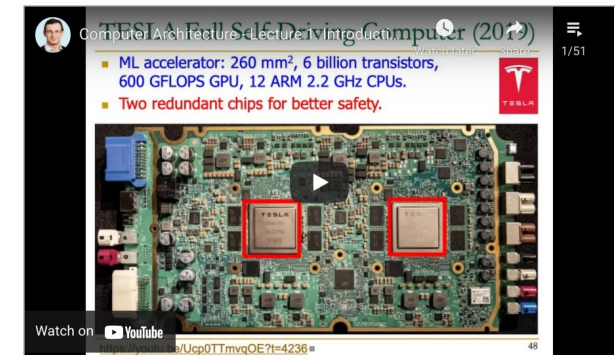 TESLA Full Self-Driving Computer (2019)
Computer Architecture - Lecture 1: Introducti...
Watch later
Share
1/51
ML accelerator: 260 mm², 6 billion transistors,
600 GFLOPS GPU, 12 ARM 2.2 GHz CPUs.
Two redundant chips for better safety.
TESLA
TESLA
TESLA
Watch on YouTube
https://youtu.be/Ucp0TTmvqOE?t=4236
48